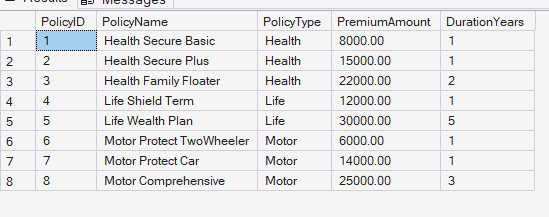 Results Messages
PolicyID PolicyName PolicyType PremiumAmount DurationYears
1 1 Health Secure Basic Health 8000.00 1
2 2 Health Secure Plus Health 15000.00 1
3 3 Health Family Floater Health 22000.00 2
4 4 Life Shield Term Life 12000.00 1
5 5 Life Wealth Plan Life 30000.00 5
6 6 Motor Protect TwoWheeler Motor 6000.00 1
7 7 Motor Protect Car Motor 14000.00 1
8 8 Motor Comprehensive Motor 25000.00 3